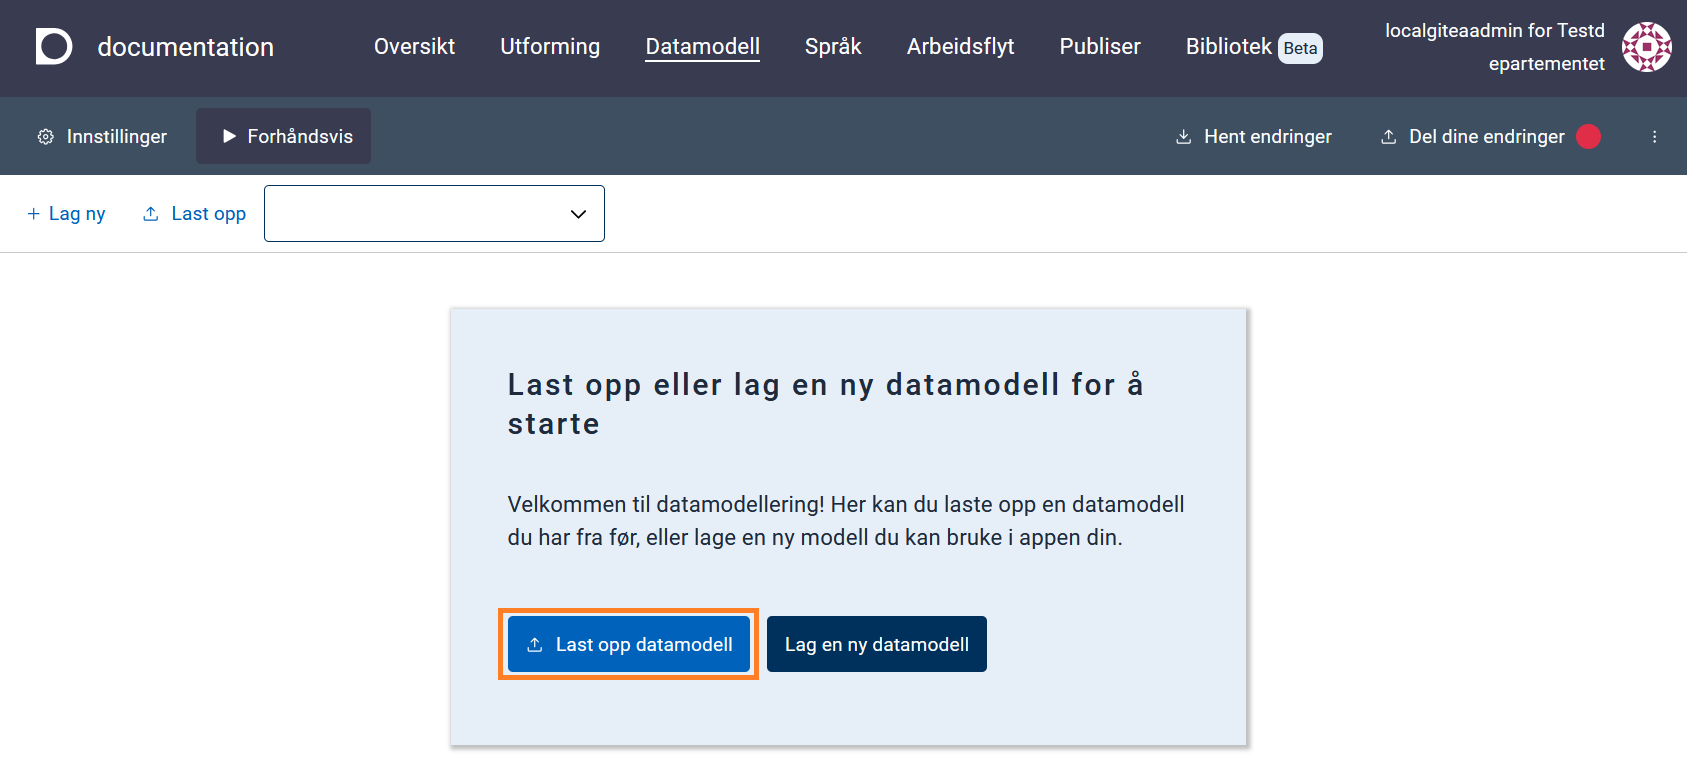 documentation
Oversikt
Utforming
Datamodell
Språk
Arbeidsflyt
Publiser
Bibliotek Beta
localgiteaadmin for Testd
epartementet
Innstillinger
Forhåndsvis
Hent endringer
Del dine endringer
+ Lag ny
Last opp
Last opp eller lag en ny datamodell for å
starte
Velkommen til datamodellering! Her kan du laste opp en datamodell
du har fra før, eller lage en ny modell du kan bruke i appen din.
Last opp datamodell
Lag en ny datamodell